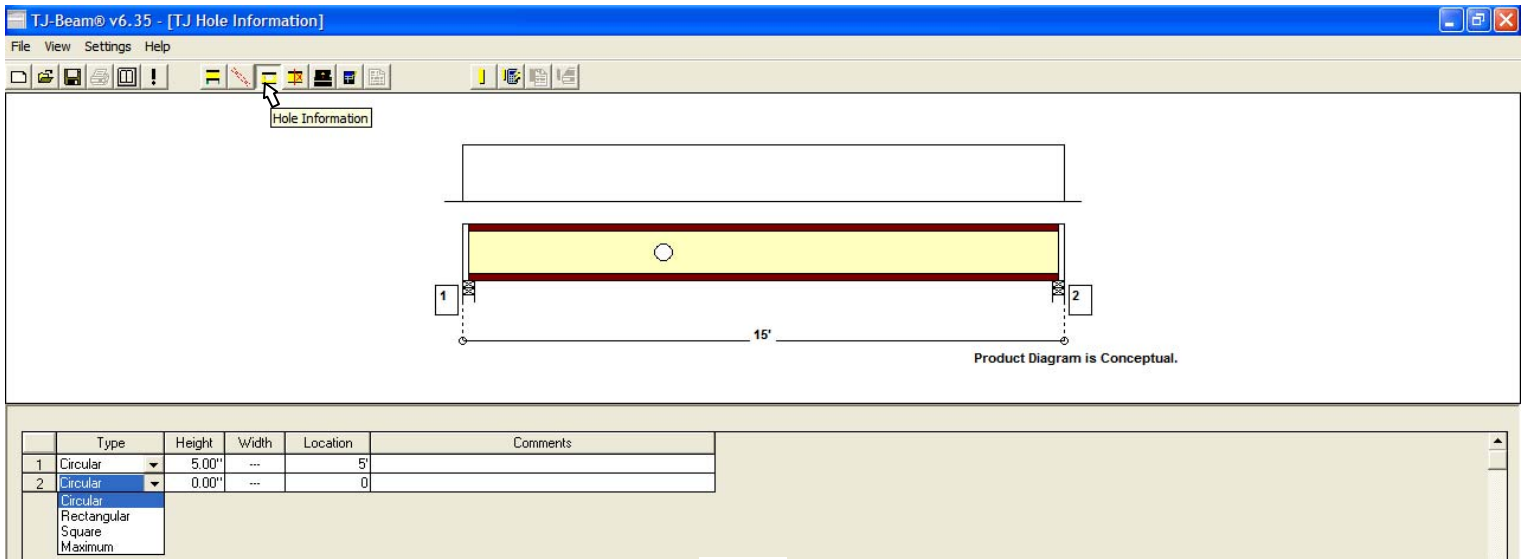 TJ-Beam® v6.35 - [TJ Hole Information]
File View Settings Help
Hole Information
1 2
15'
Product Diagram is Conceptual.
Type Height Width Location Comments
1 Circular 5.00" --- 5'
2 Circular 0.00" --- 0
Circular
Rectangular
Square
Maximum